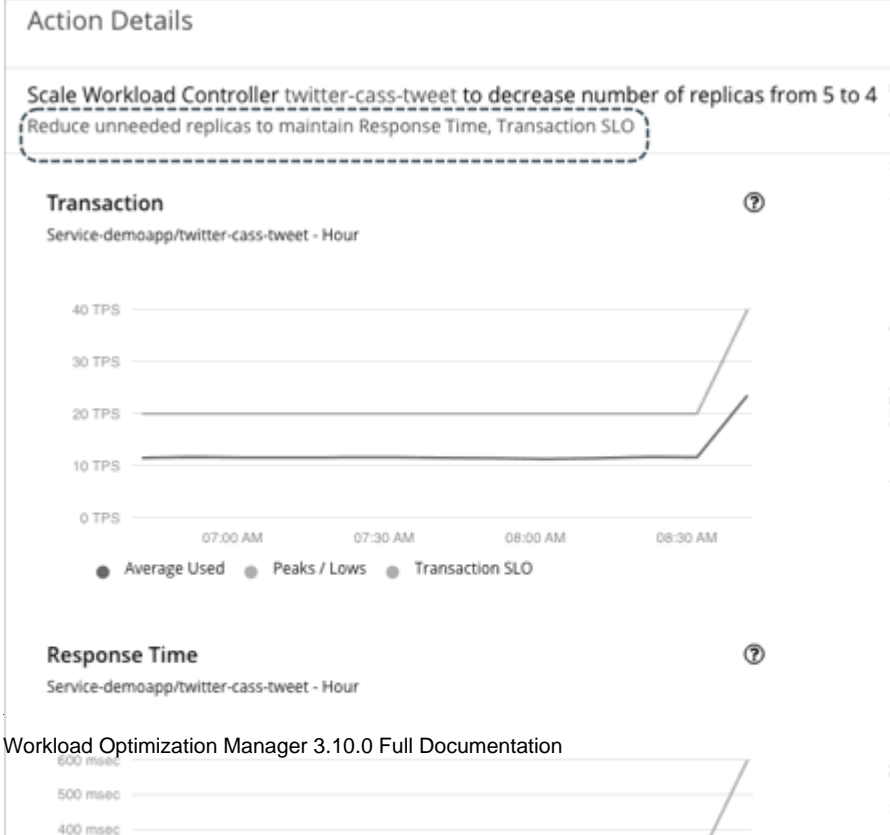 Action Details
Scale Workload Controller twitter-cass-tweet to decrease number of replicas from 5 to 4
Reduce unneeded replicas to maintain Response Time, Transaction SLO
Transaction
Service-demoapp/twitter-cass-tweet - Hour
40 TPS
30 TPS
20 TPS
10 TPS
0 TPS
07:00 AM 07:30 AM 08:00 AM 08:30 AM
Average Used Peaks / Lows Transaction SLO
Response Time
Service-demoapp/twitter-cass-tweet - Hour
Workload Optimization Manager 3.10.0 Full Documentation
600 msec
500 msec
400 msec